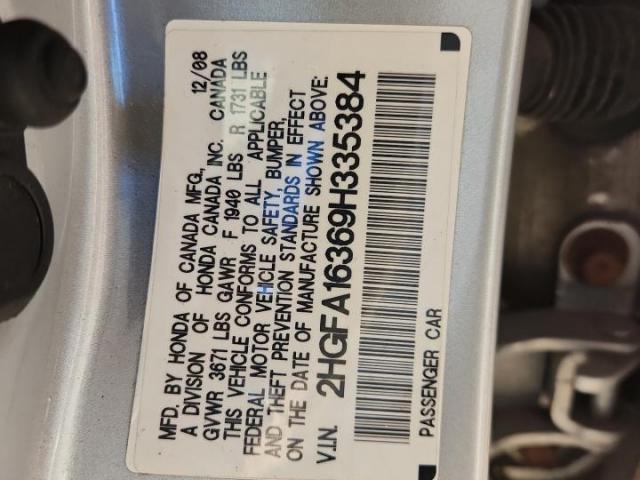 MFD. BY HONDA OF CANADA MFG., 12/08
A DIVISION OF HONDA CANADA INC. CANADA
GVWR 3671 LBS GAWR F 1940 LBS R 1731 LBS
THIS VEHICLE CONFORMS TO ALL APPLICABLE
FEDERAL MOTOR VEHICLE SAFETY, BUMPER,
AND THEFT PREVENTION STANDARDS IN EFFECT
ON THE DATE OF MANUFACTURE SHOWN ABOVE.
V.I.N. 2HGFA16369H335384
PASSENGER CAR